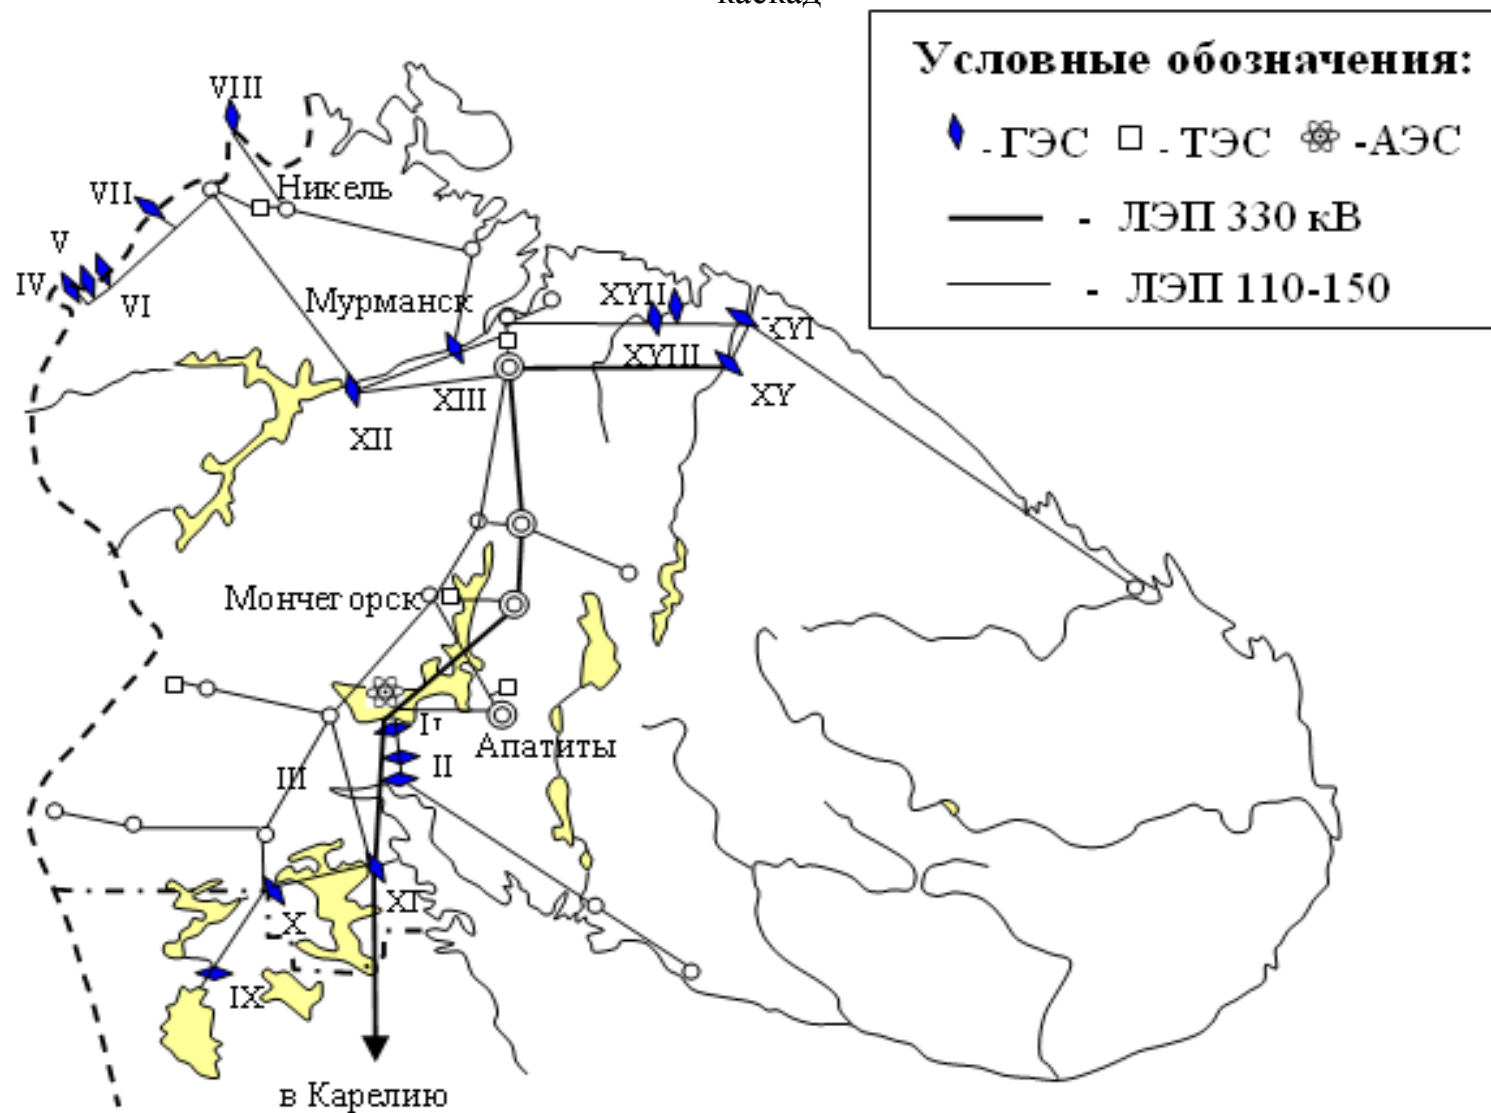 каскад
Условные обозначения:
- ГЭС
- ТЭС
-АЭС
- ЛЭП 330 кВ
- ЛЭП 110-150
VIII
Никель
VII
V
IV
VI
Мурманск
XYII
XYI
XYIII
XY
XIII
XII
Мончегорск
I
Апатиты
II
III
XI
X
IX
в Карелию